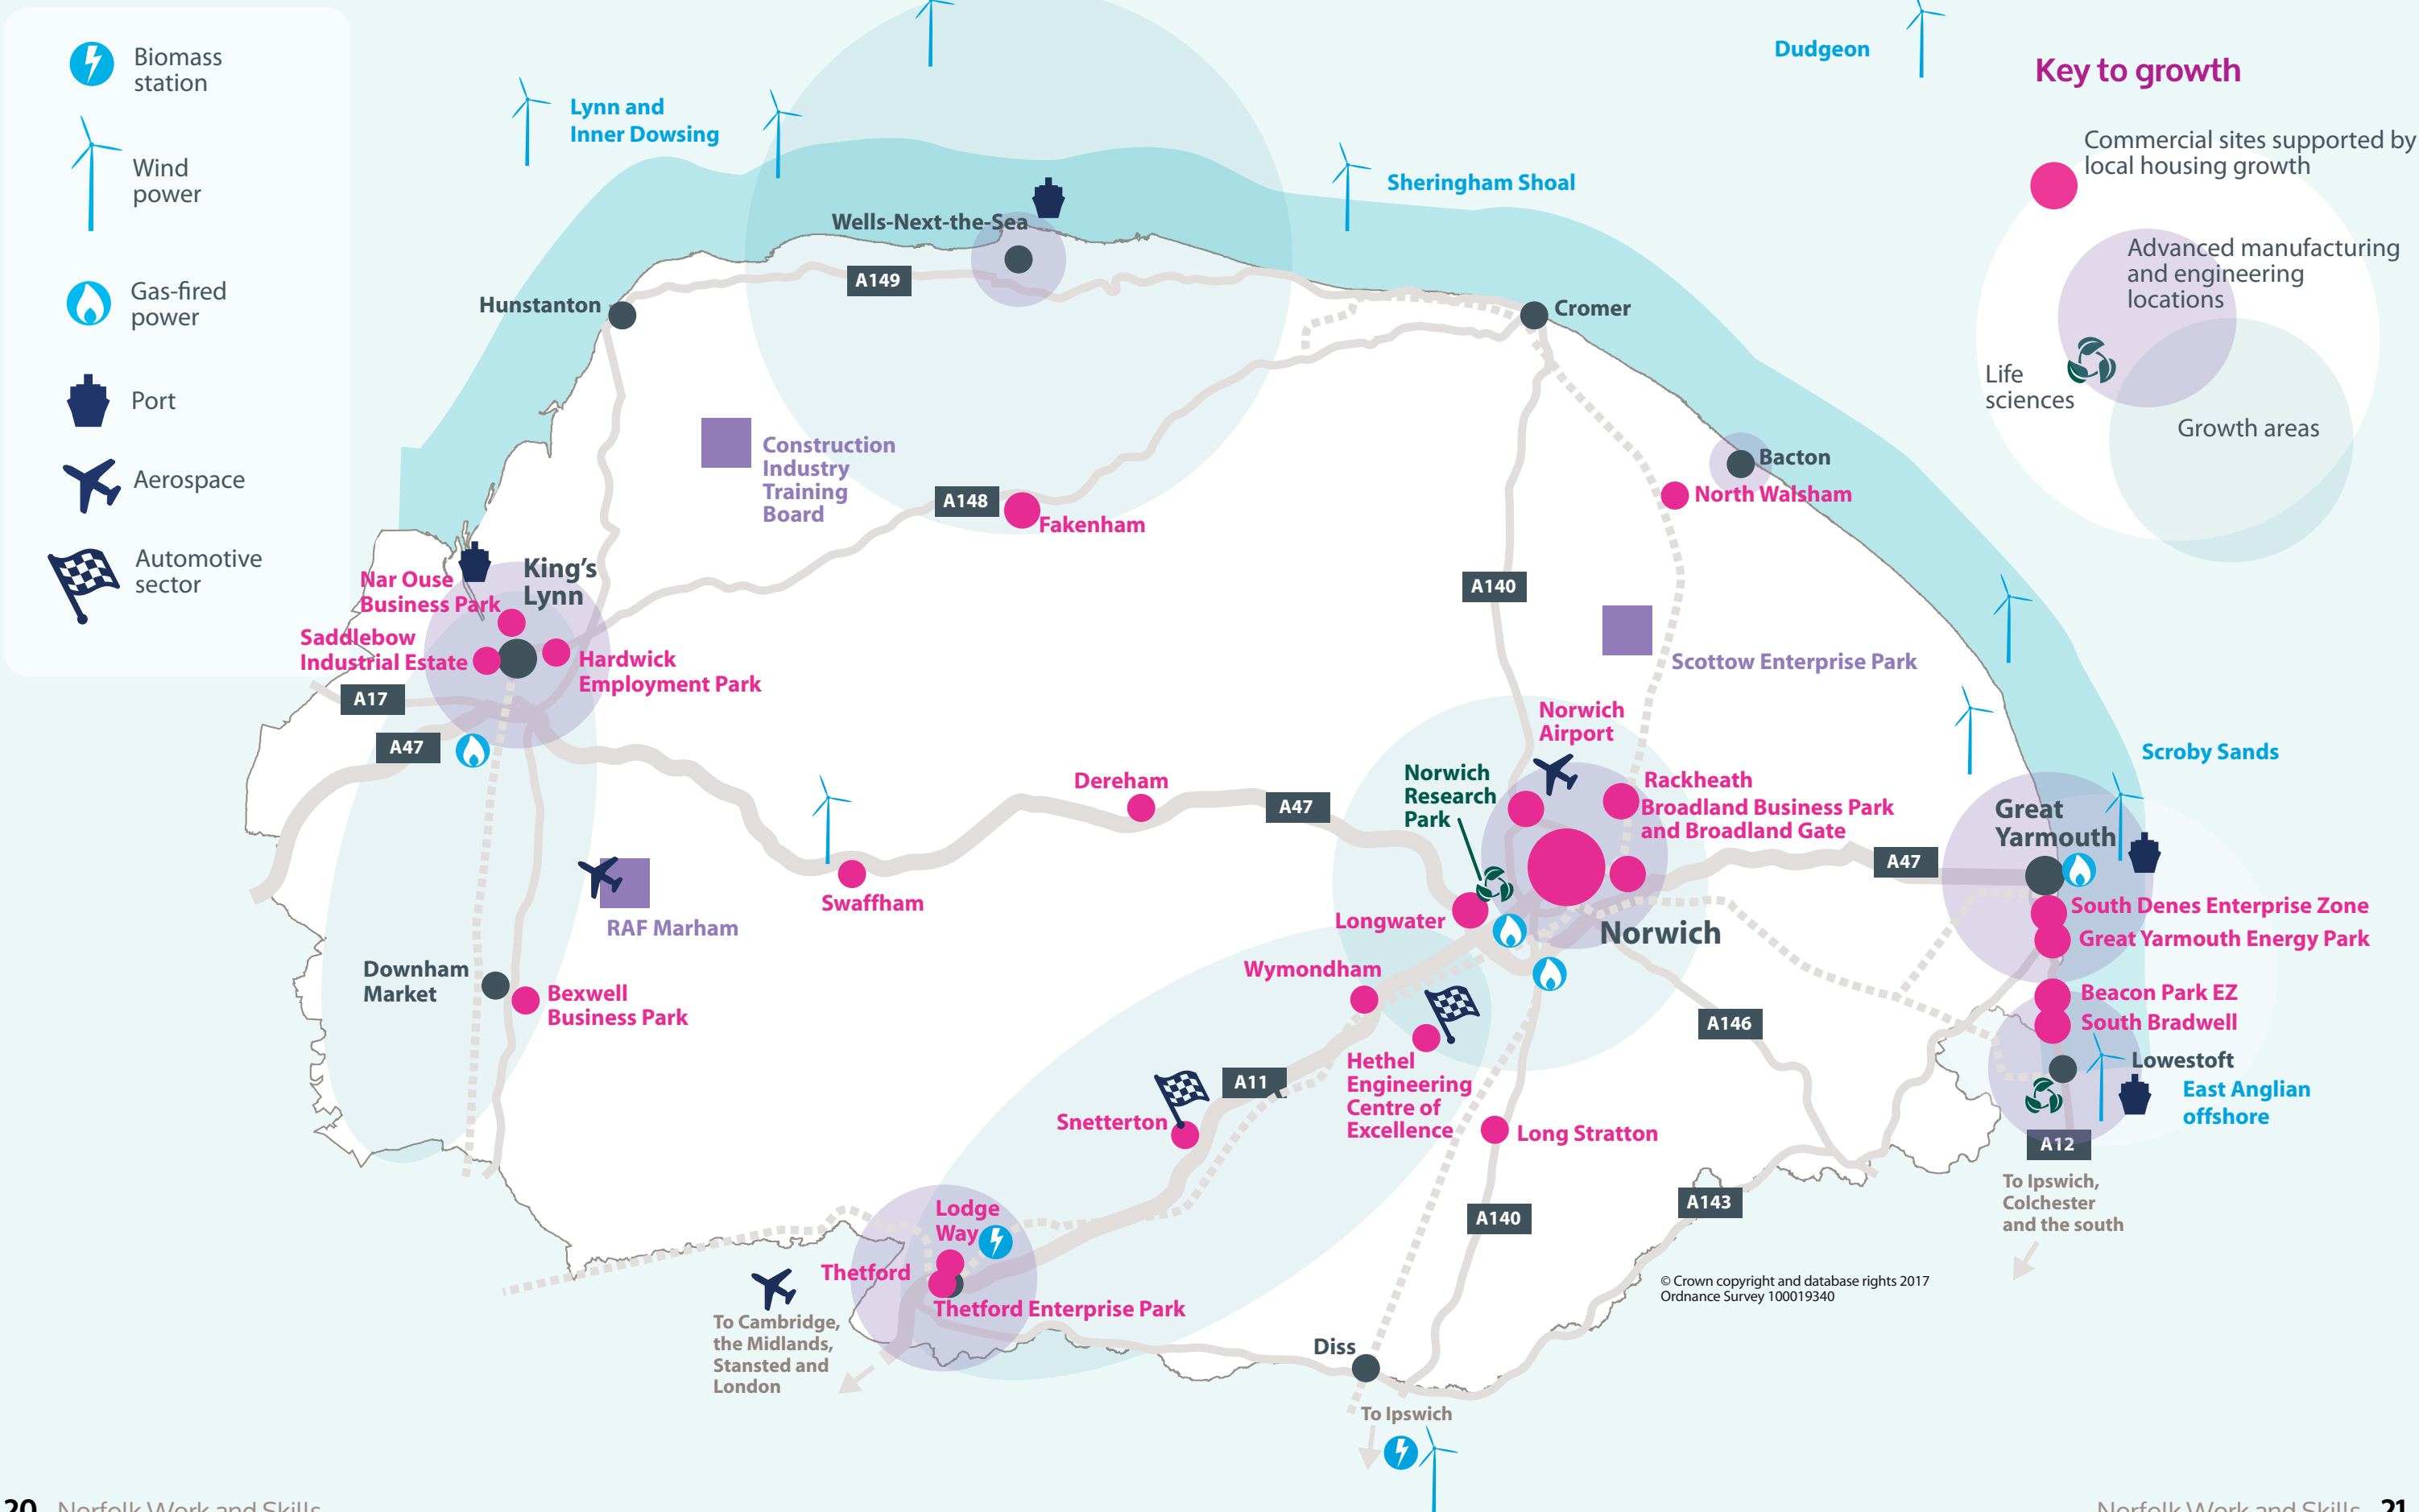 Biomass
station
Wind
power
Gas-fired
power
Port
Aerospace
Automotive
sector
Lynn and
Inner Dowsing
Sheringham Shoal
Dudgeon
Key to growth
Commercial sites supported by
local housing growth
Advanced manufacturing
and engineering
locations
Life
sciences
Growth areas
Wells-Next-the-Sea
A149
Hunstanton
Cromer
Construction
Industry
Training
Board
A148
Fakenham
Bacton
North Walsham
A140
Scottow Enterprise Park
King's
Lynn
Nar Ouse
Business Park
Saddlebow
Industrial Estate
Hardwick
Employment Park
A17
A47
Norwich
Airport
Norwich
Research
Park
Rackheath
Broadland Business Park
and Broadland Gate
Dereham
A47
Swaffham
RAF Marham
Longwater
Norwich
A47
Scroby Sands
Great
Yarmouth
South Denes Enterprise Zone
Great Yarmouth Energy Park
Beacon Park EZ
South Bradwell
Lowestoft
East Anglian
offshore
A12
To Ipswich,
Colchester
and the south
Downham
Market
Bexwell
Business Park
Wymondham
Hethel
Engineering
Centre of
Excellence
A146
A11
Snetterton
Long Stratton
A140
A143
Lodge
Way
Thetford
Thetford Enterprise Park
To Cambridge,
the Midlands,
Stansted and
London
Diss
To Ipswich
© Crown copyright and database rights 2017
Ordnance Survey 100019340
20 Norfolk Work and Skills
Norfolk Work and Skills 21